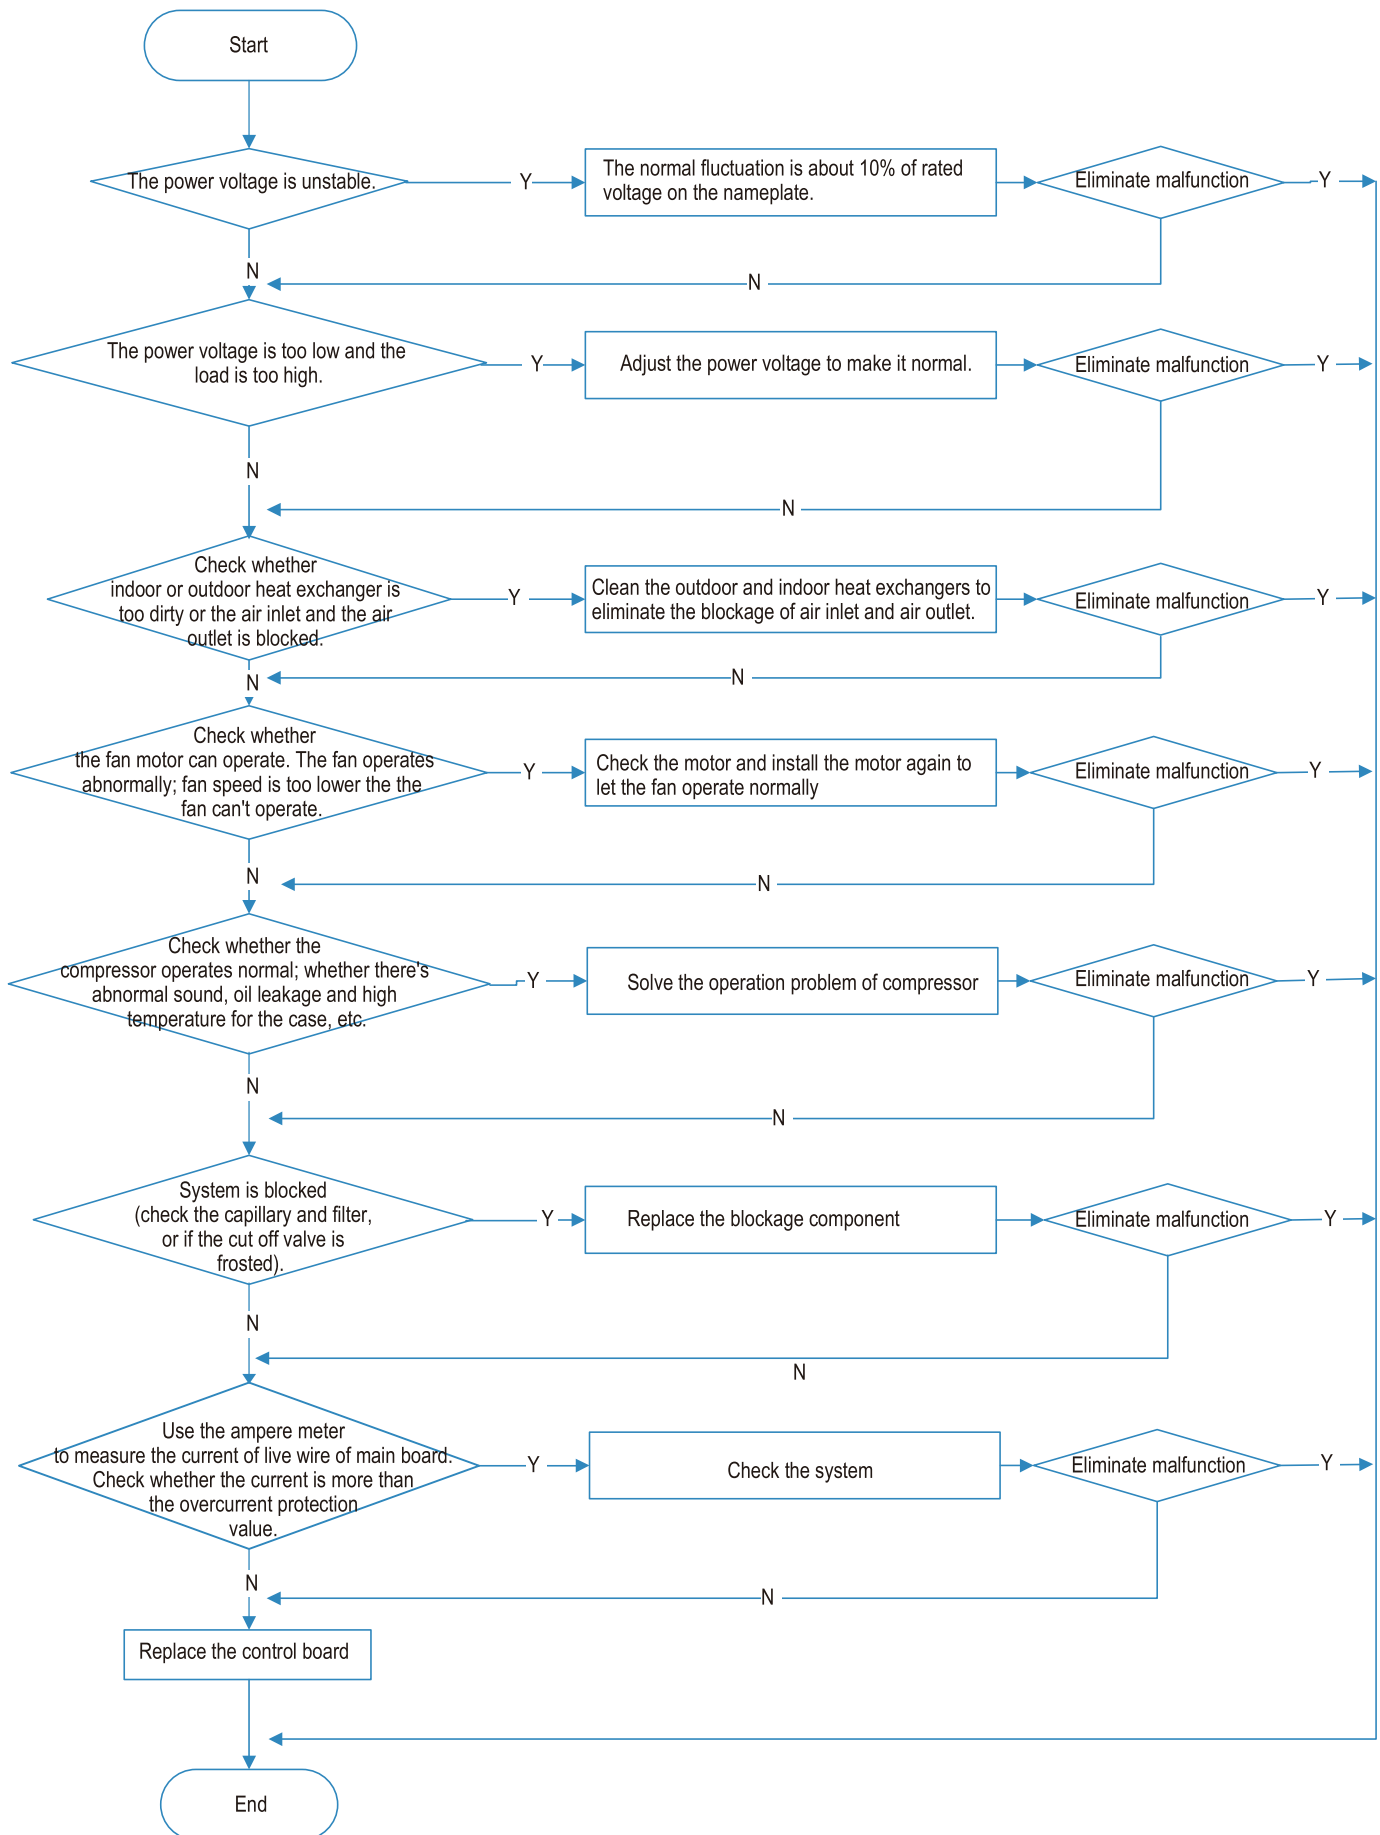 Start
The power voltage is unstable.
Y
The normal fluctuation is about 10% of rated
voltage on the nameplate.
Eliminate malfunction
Y
N
N
The power voltage is too low and the
load is too high.
Y
Adjust the power voltage to make it normal.
Eliminate malfunction
Y
N
N
Check whether
indoor or outdoor heat exchanger is
too dirty or the air inlet and the air
outlet is blocked.
Y
Clean the outdoor and indoor heat exchangers to
eliminate the blockage of air inlet and air outlet.
Eliminate malfunction
Y
N
N
Check whether
the fan motor can operate. The fan operates
abnormally; fan speed is too lower the the
fan can't operate.
Y
Check the motor and install the motor again to
let the fan operate normally
Eliminate malfunction
Y
N
N
Check whether the
compressor operates normal; whether there's
abnormal sound, oil leakage and high
temperature for the case, etc.
Y
Solve the operation problem of compressor
Eliminate malfunction
Y
N
N
System is blocked
(check the capillary and filter,
or if the cut off valve is
frosted).
Y
Replace the blockage component
Eliminate malfunction
Y
N
N
Use the ampere meter
to measure the current of live wire of main board.
Check whether the current is more than
the overcurrent protection
value.
Y
Check the system
Eliminate malfunction
Y
N
N
Replace the control board
End